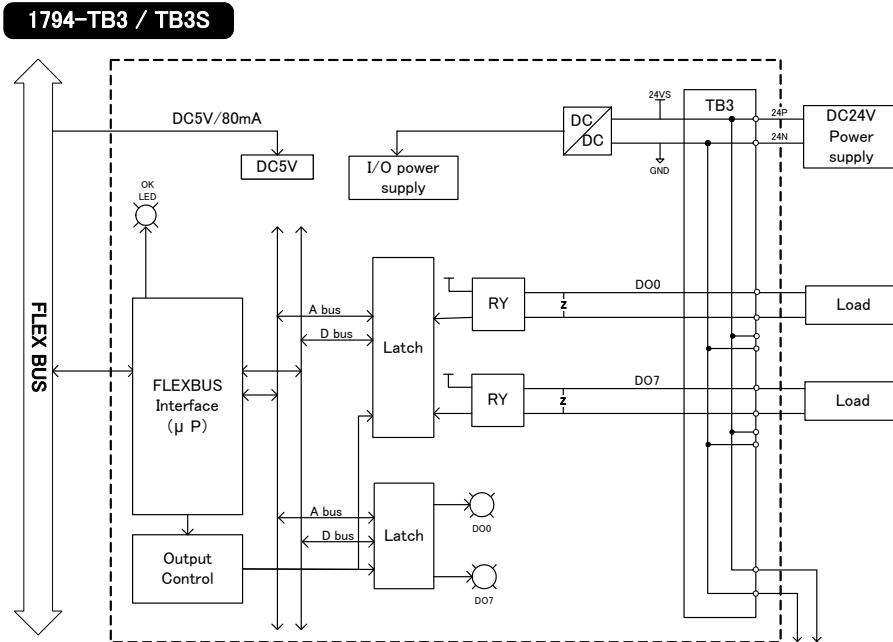 1794-TB3 / TB3S
DC5V/80mA
DC5V
I/O power
supply
DC
DC
24VS
GND
TB3
24P
24N
DC24V
Power
supply
OK
LED
FLEX BUS
A bus
D bus
Latch
RY
Z
DO0
Load
FLEXBUS
Interface
(μ P)
RY
Z
DO7
Load
A bus
D bus
Latch
DO0
DO7
Output
Control